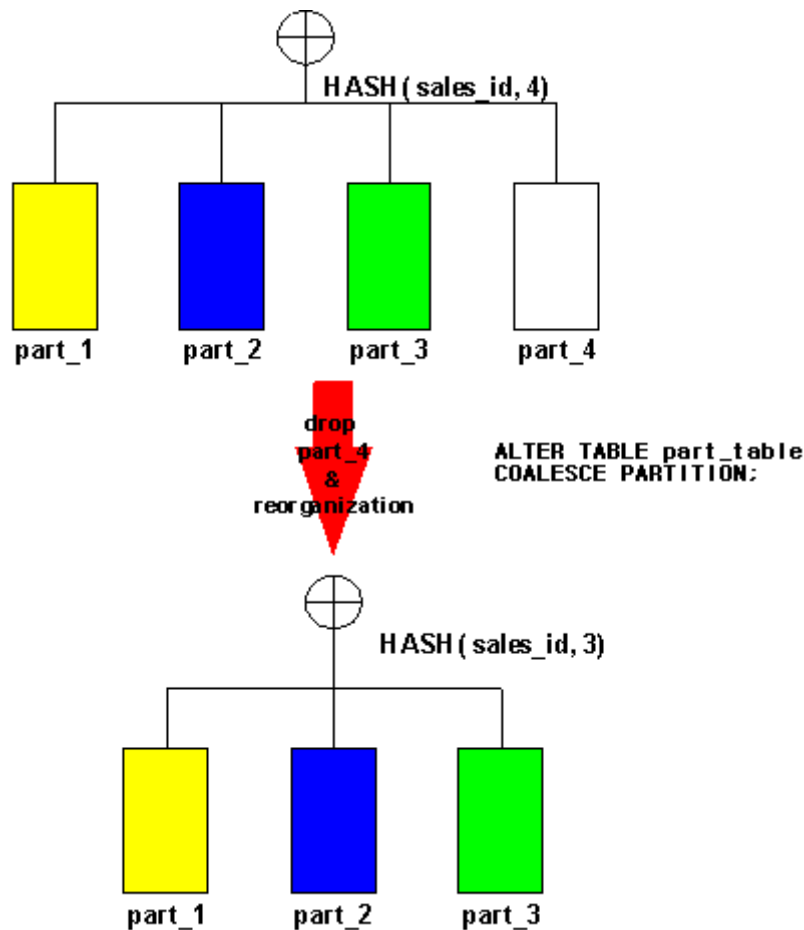 HASH( sales_id, 4)
part_1 part_2 part_3 part_4
drop
part_4
&
reorganization
ALTER TABLE part_table
COALESCE PARTITION;
HASH( sales_id, 3)
part_1 part_2 part_3